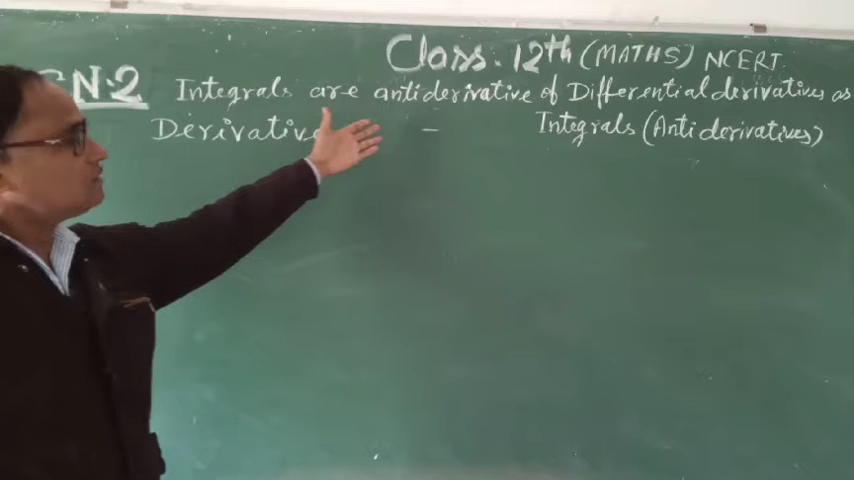 Class. 12th (MATHS) NCERT.
N.2 Integrals are antiderivative of Differential derivatives as
Derivative — Integrals (Anti derivatives)